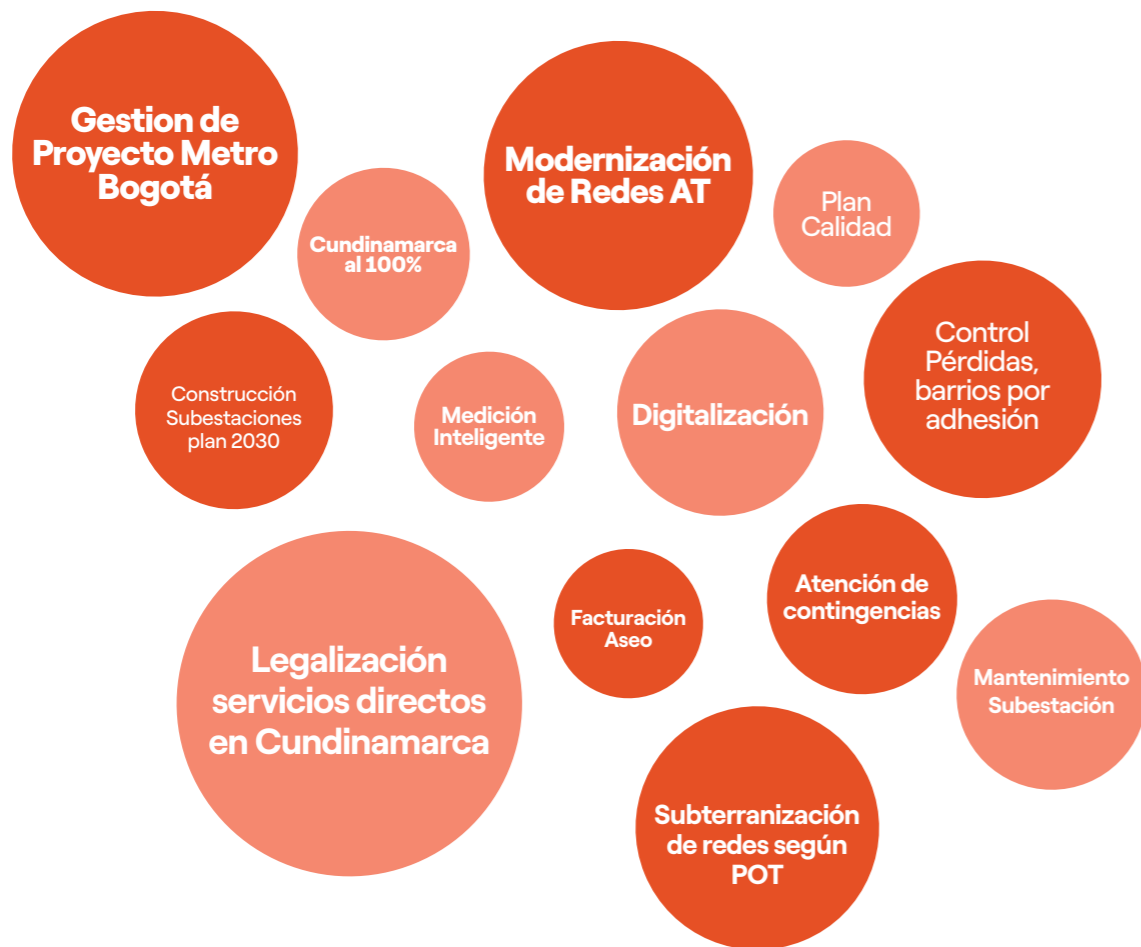 Gestion de
Proyecto Metro
Bogotá
Modernización
de Redes AT
Plan
Calidad
Cundinamarca
al 100%
Control
Pérdidas,
barrios por
adhesión
Construcción
Subestaciones
plan 2030
Medición
Inteligente
Digitalización
Legalización
servicios directos
en Cundinamarca
Facturación
Aseo
Atención de
contingencias
Mantenimiento
Subestación
Subterranización
de redes según
POT